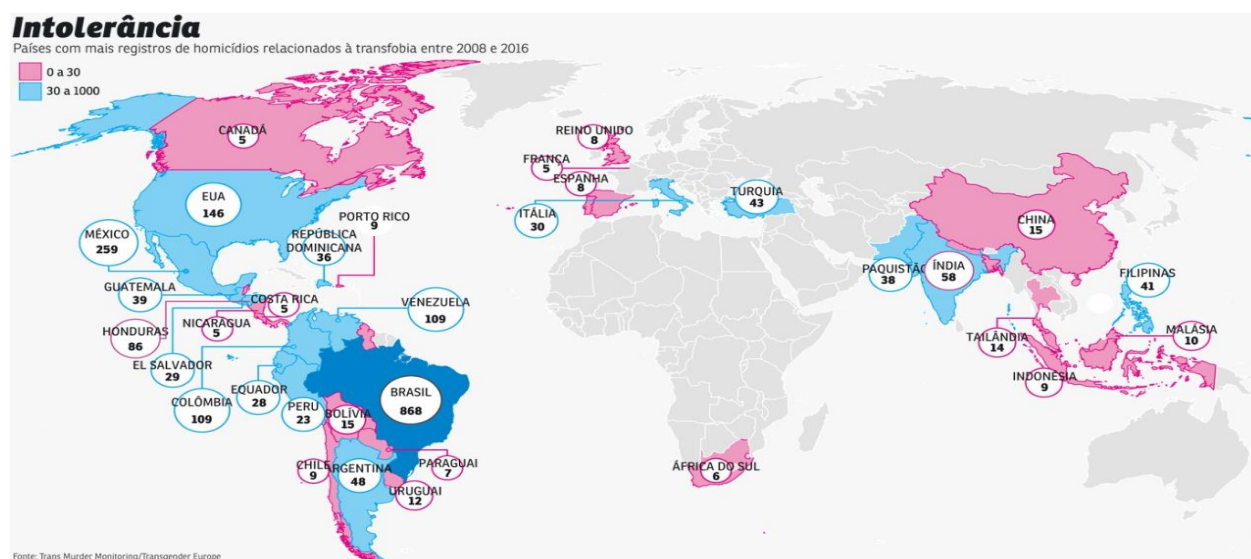 Intolerância
Países com mais registros de homicídios relacionados à transfobia entre 2008 e 2016
0 a 30
30 a 1000
CANADÁ
5
EUA
146
MÉXICO
259
PORTO RICO
9
REPÚBLICA
DOMINICANA
36
GUATEMALA
39
COSTA RICA
5
VENEZUELA
109
HONDURAS
86
NICARÁGUA
5
EL SALVADOR
29
COLÔMBIA
109
EQUADOR
28
PERU
23
BRASIL
868
BOLÍVIA
15
CHILE
9
ARGENTINA
48
PARAGUAI
7
URUGUAI
12
REINO UNIDO
8
FRANÇA
5
ESPANHA
8
ITÁLIA
30
TURQUIA
43
ÁFRICA DO SUL
6
CHINA
15
PAQUISTÃO
38
ÍNDIA
58
FILIPINAS
41
TAILÂNDIA
14
MALÁSIA
10
INDONÉSIA
9
Fonte: Trans Murder Monitoring/Transgender Europe